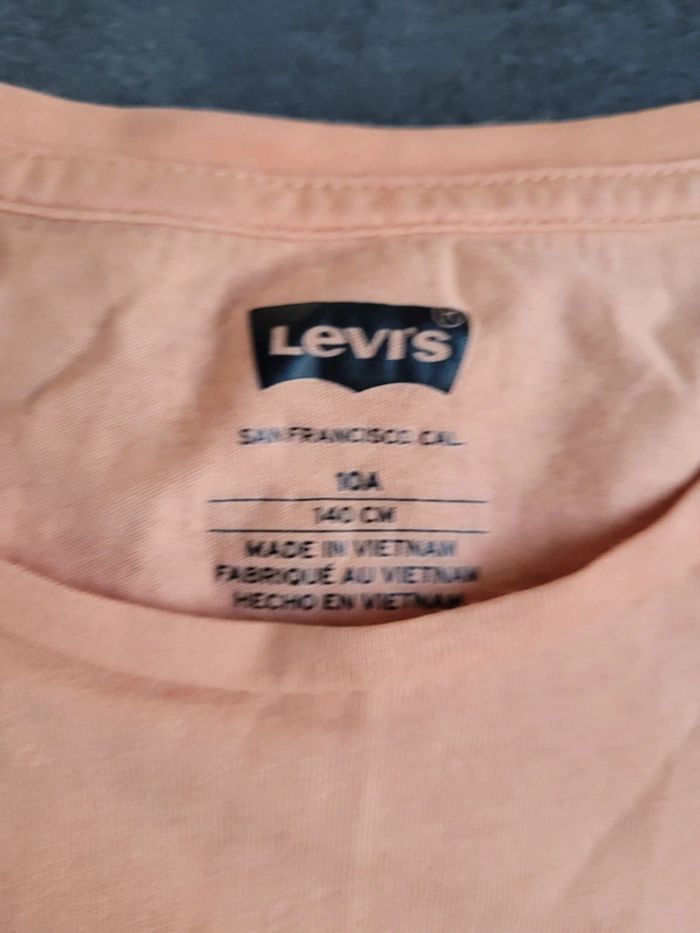 Levi's ®
SAN FRANCISCO CAL.
10A
140 CM
MADE IN VIETNAM
FABRIQUÉ AU VIETNAM
HECHO EN VIETNAM